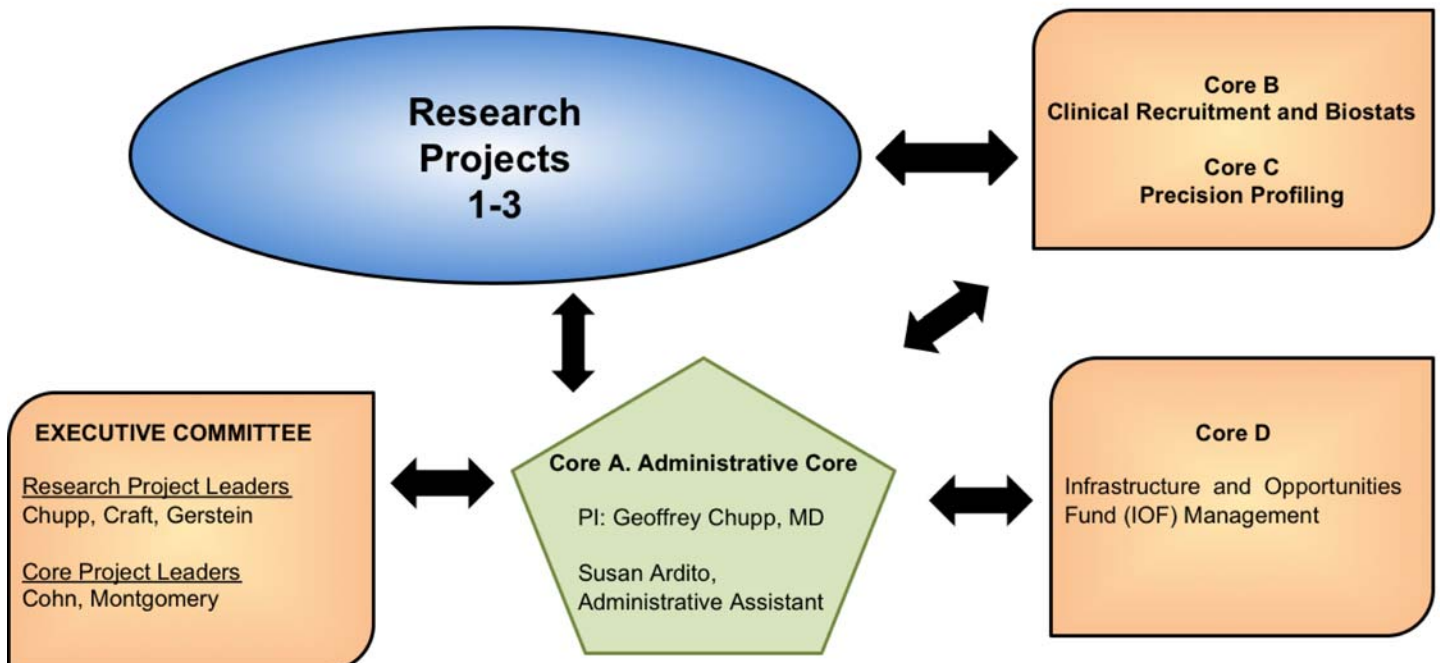 Research
Projects
1-3
Core B
Clinical Recruitment and Biostats
Core C
Precision Profiling
EXECUTIVE COMMITTEE
Research Project Leaders
Chupp, Craft, Gerstein
Core Project Leaders
Cohn, Montgomery
Core A. Administrative Core
PI: Geoffrey Chupp, MD
Susan Ardito,
Administrative Assistant
Core D
Infrastructure and Opportunities
Fund (IOF) Management